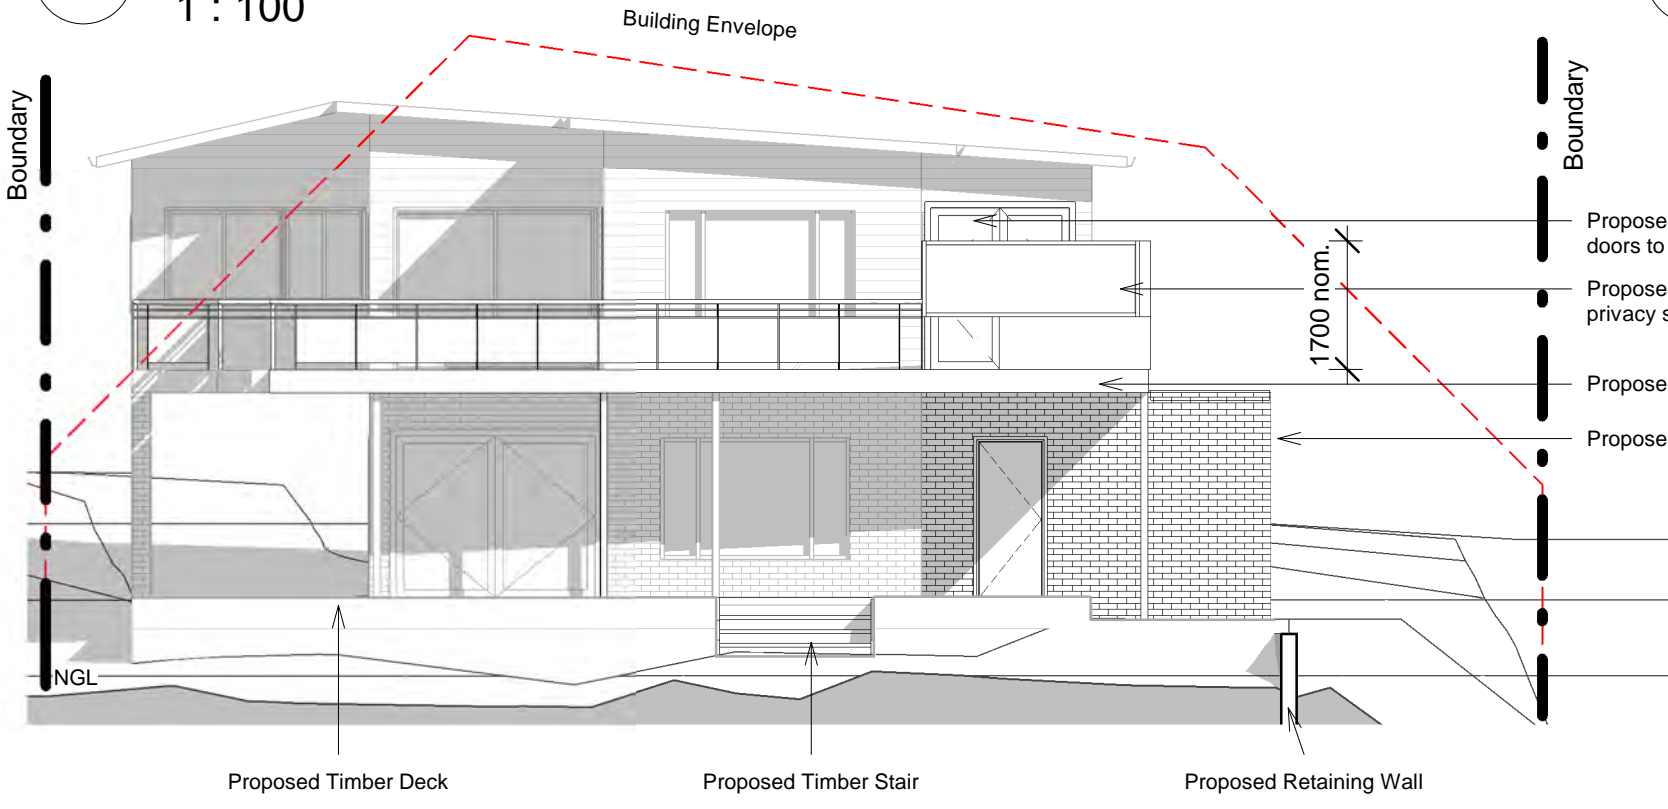 1 : 100
Building Envelope
Boundary
Boundary
Propose
doors to
1700 nom.
Propose
privacy s
Propose
Propose
NGL
Proposed Timber Deck
Proposed Timber Stair
Proposed Retaining Wall